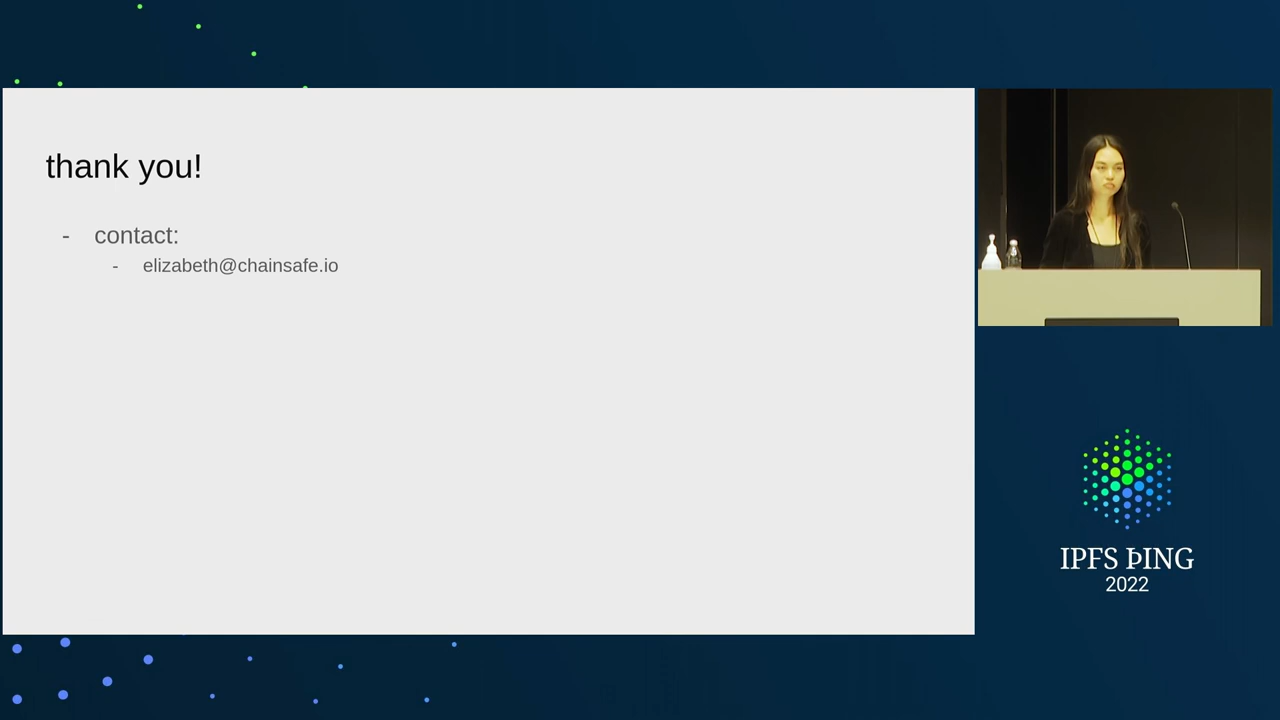 thank you!
- contact:
- elizabeth@chainsafe.io
IPFS ÞING
2022